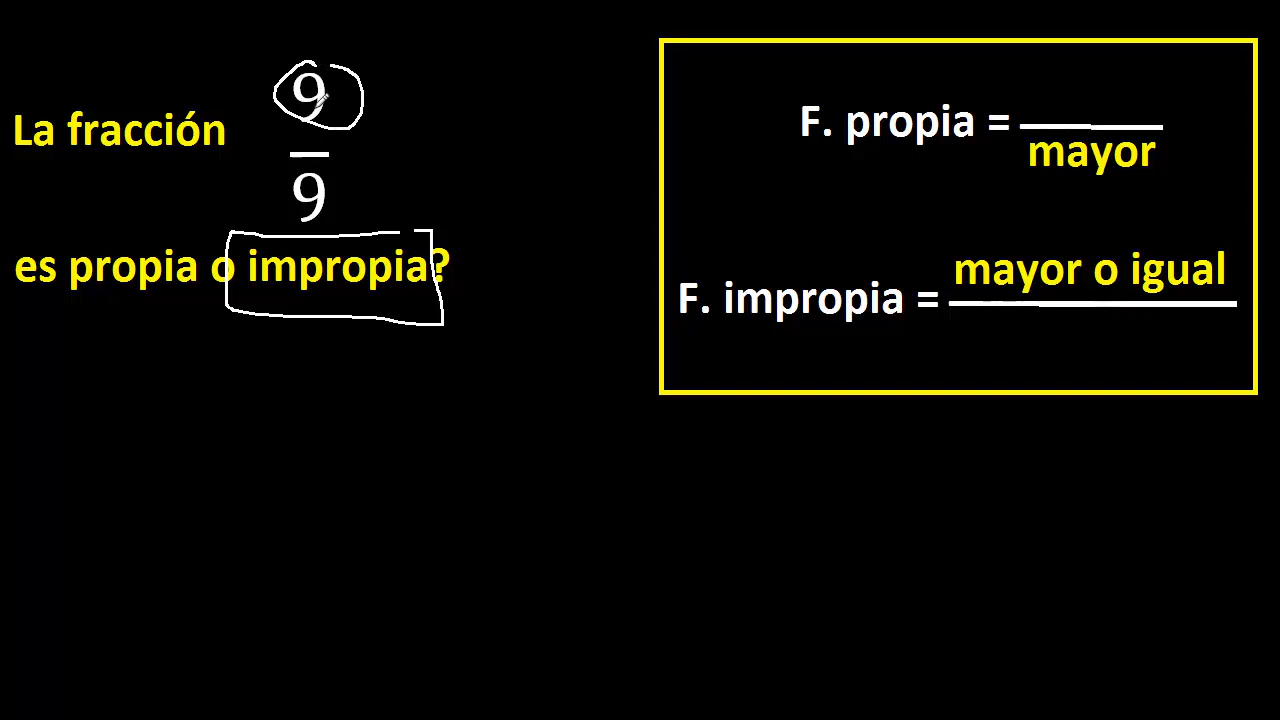 La fracción
9
9
es propia o impropia?
F. propia =
mayor
mayor o igual
F. impropia =